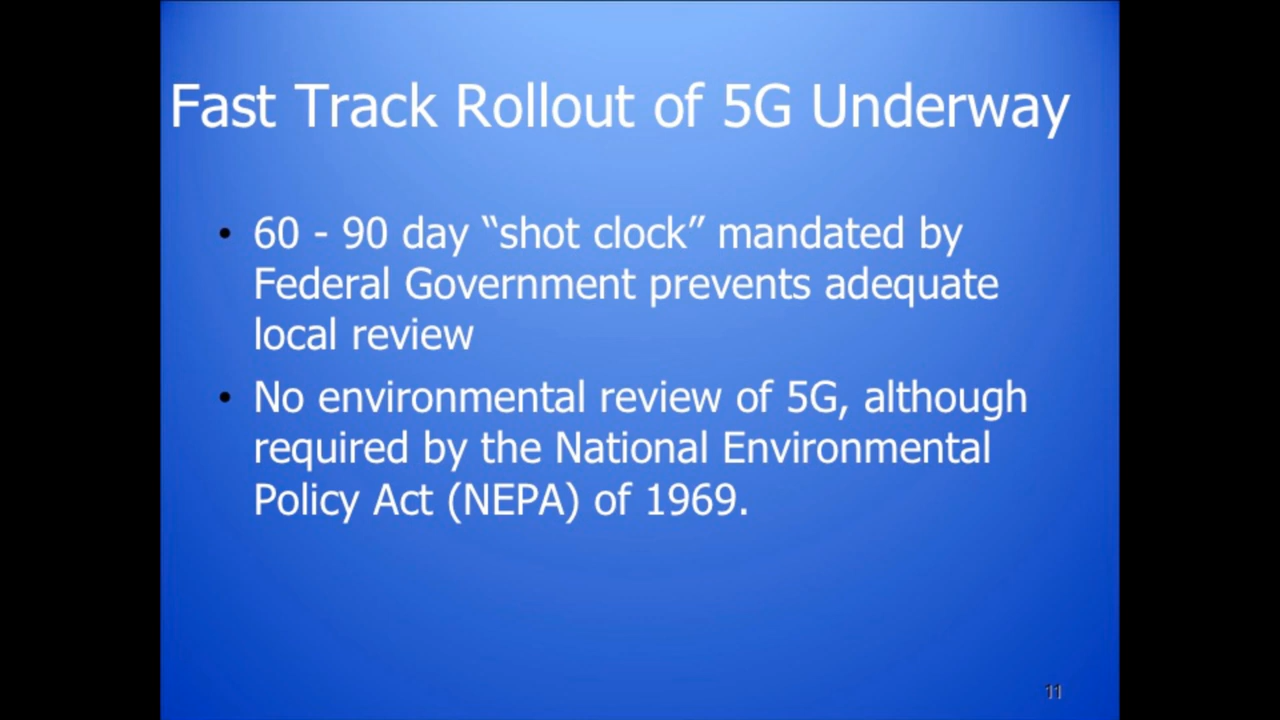 Fast Track Rollout of 5G Underway
• 60 - 90 day “shot clock” mandated by
Federal Government prevents adequate
local review
• No environmental review of 5G, although
required by the National Environmental
Policy Act (NEPA) of 1969.
11